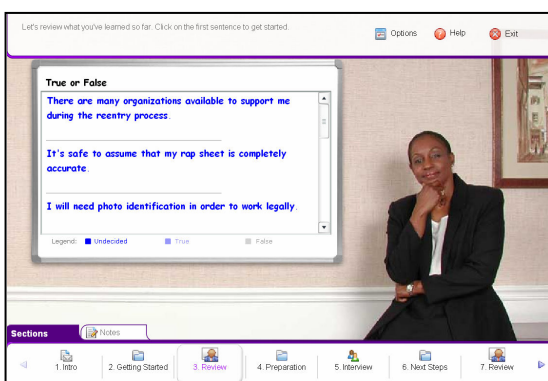 Let's review what you've learned so far. Click on the first sentence to get started.
Options
Help
Exit
True or False
There are many organizations available to support me
during the reentry process.
It's safe to assume that my rap sheet is completely
accurate.
I will need photo identification in order to work legally.
Legend: Undecided True False
Sections
Notes
1. Intro
2. Getting Started
3. Review
4. Preparation
5. Interview
6. Next Steps
7. Review